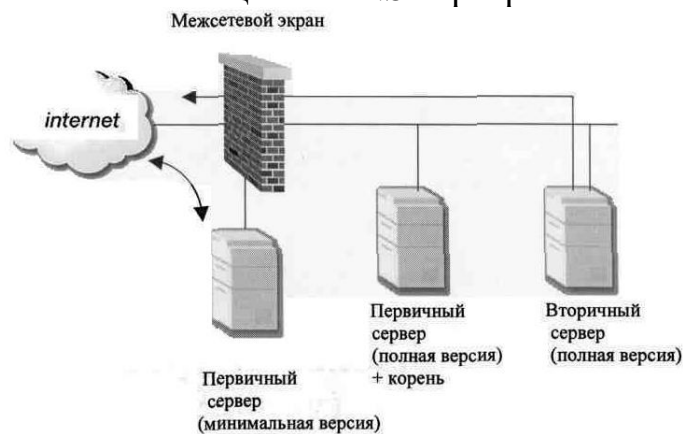 Межсетевой экран
internet
Первичный
сервер
(полная версия)
+ корень
Вторичный
сервер
(полная версия)
Первичный
сервер
(минимальная версия)